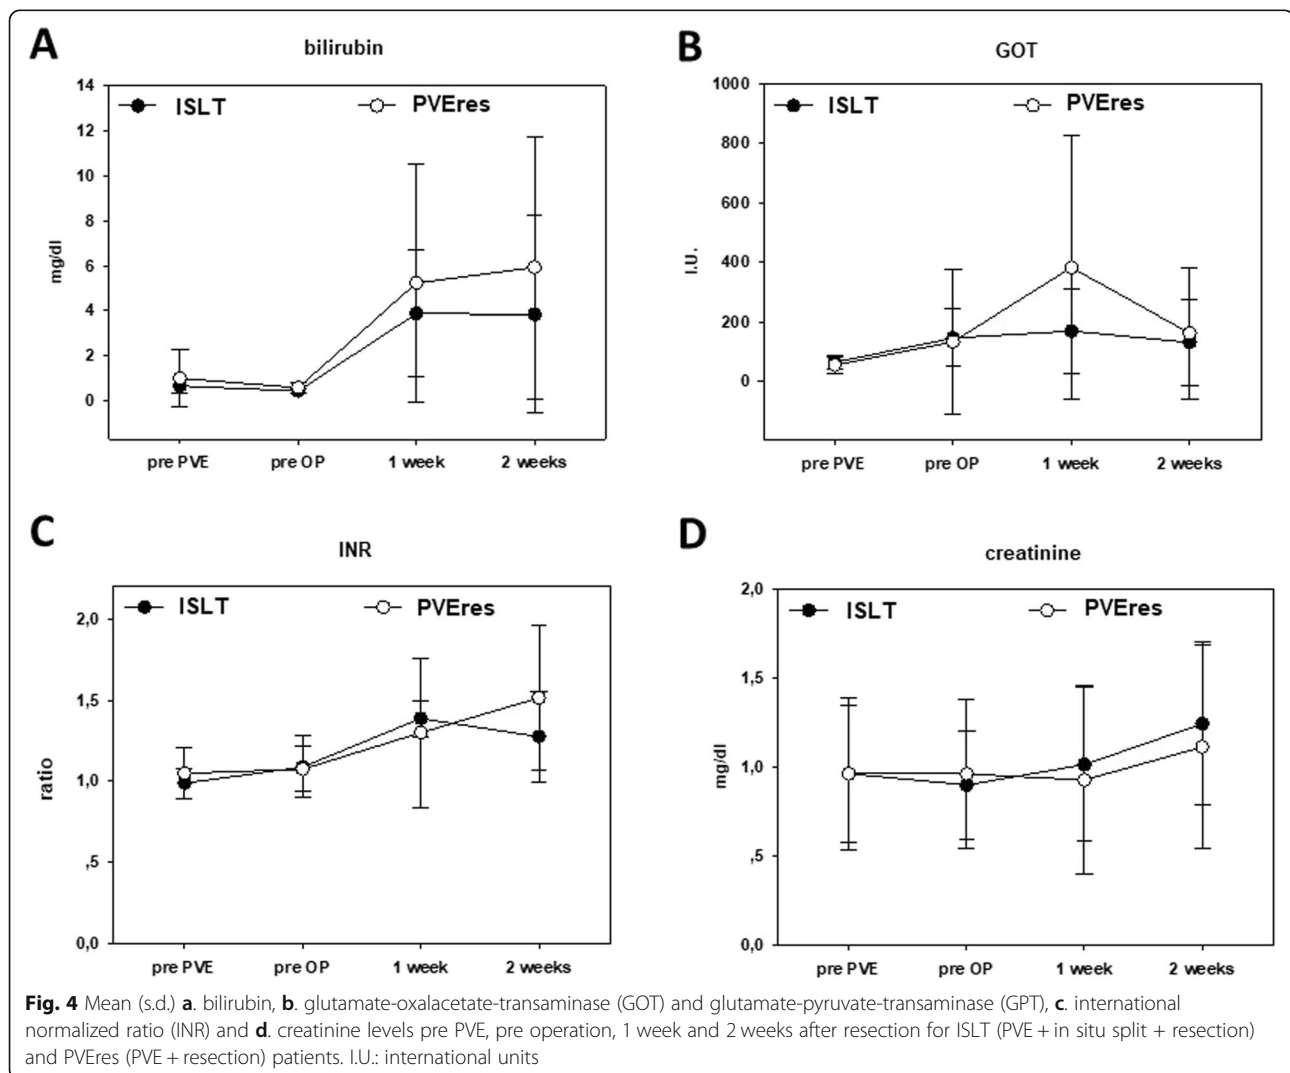 A
bilirubin
14
12
10
8
6
4
2
0
mg/dl
ISLT
PVEres
pre PVE
pre OP
1 week
2 weeks
B
GOT
1000
800
600
400
200
0
I.U.
ISLT
PVEres
pre PVE
pre OP
1 week
2 weeks
C
INR
2,0
1,5
1,0
,5
0,0
ratio
ISLT
PVEres
pre PVE
pre OP
1 week
2 weeks
D
creatinine
2,0
1,5
1,0
,5
0,0
mg/dl
ISLT
PVEres
pre PVE
pre OP
1 week
2 weeks
Fig. 4 Mean (s.d.) a. bilirubin, b. glutamate-oxalacetate-transaminase (GOT) and glutamate-pyruvate-transaminase (GPT), c. international
normalized ratio (INR) and d. creatinine levels pre PVE, pre operation, 1 week and 2 weeks after resection for ISLT (PVE + in situ split + resection)
and PVEres (PVE + resection) patients. I.U.: international units